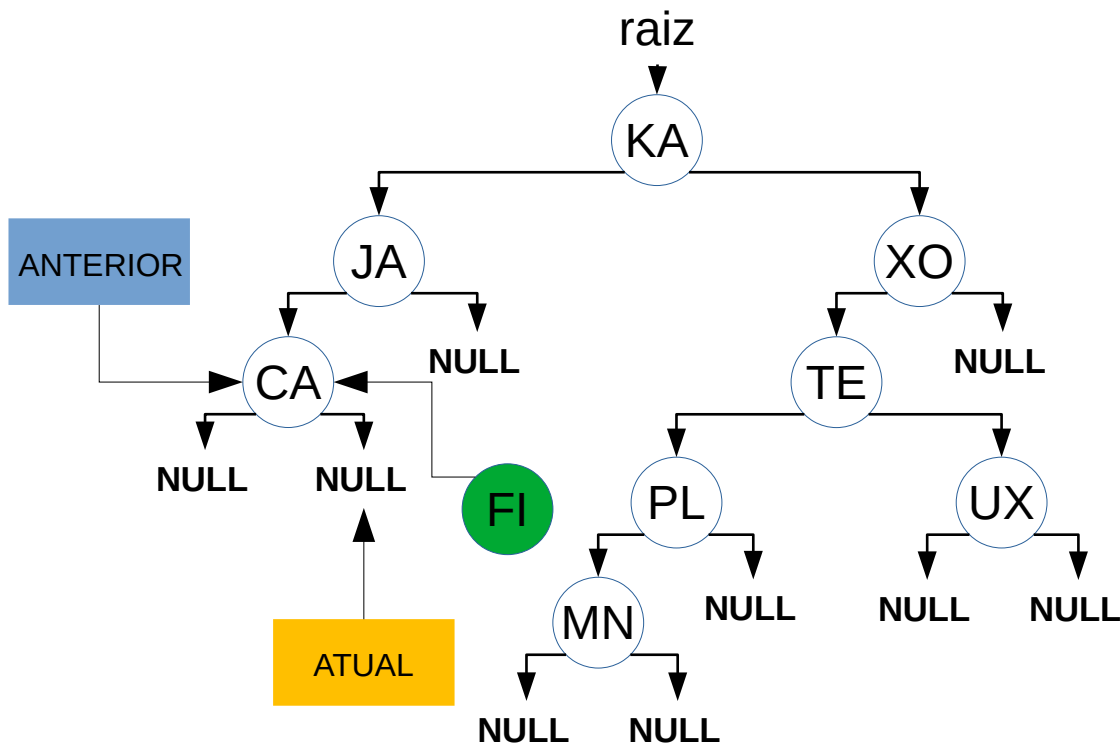 raiz
KA
JA
XO
ANTERIOR
CA
NULL
TE
NULL
NULL
NULL
FI
PL
UX
MN
NULL
NULL
NULL
ATUAL
NULL
NULL